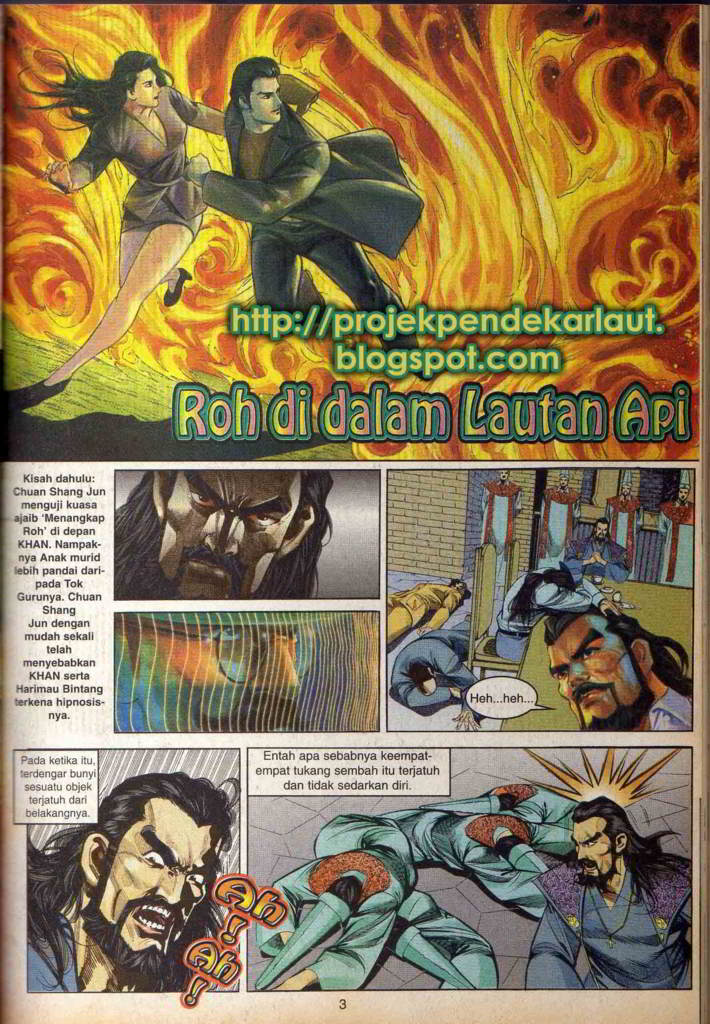 http://projekpendekarlaut.
blogspot.com
Roh di dalam Lautan Api
Kisah dahulu:
Chuan Shang Jun
menguji kuasa
ajaib 'Menangkap
Roh' di depan
KHAN. Nampak-
nya Anak murid
lebih pandai dari-
pada Tok
Gurunya. Chuan
Shang
Jun dengan
mudah sekali
telah
menyebabkan
KHAN serta
Harimau Bintang
terkena hipnosis-
nya.
Heh...heh...
Pada ketika itu,
terdengar bunyi
sesuatu objek
terjatuh dari
belakangnya.
Ah
!
Ah
!
Entah apa sebabnya keempat-
empat tukang sembah itu terjatuh
dan tidak sedarkan diri.
3